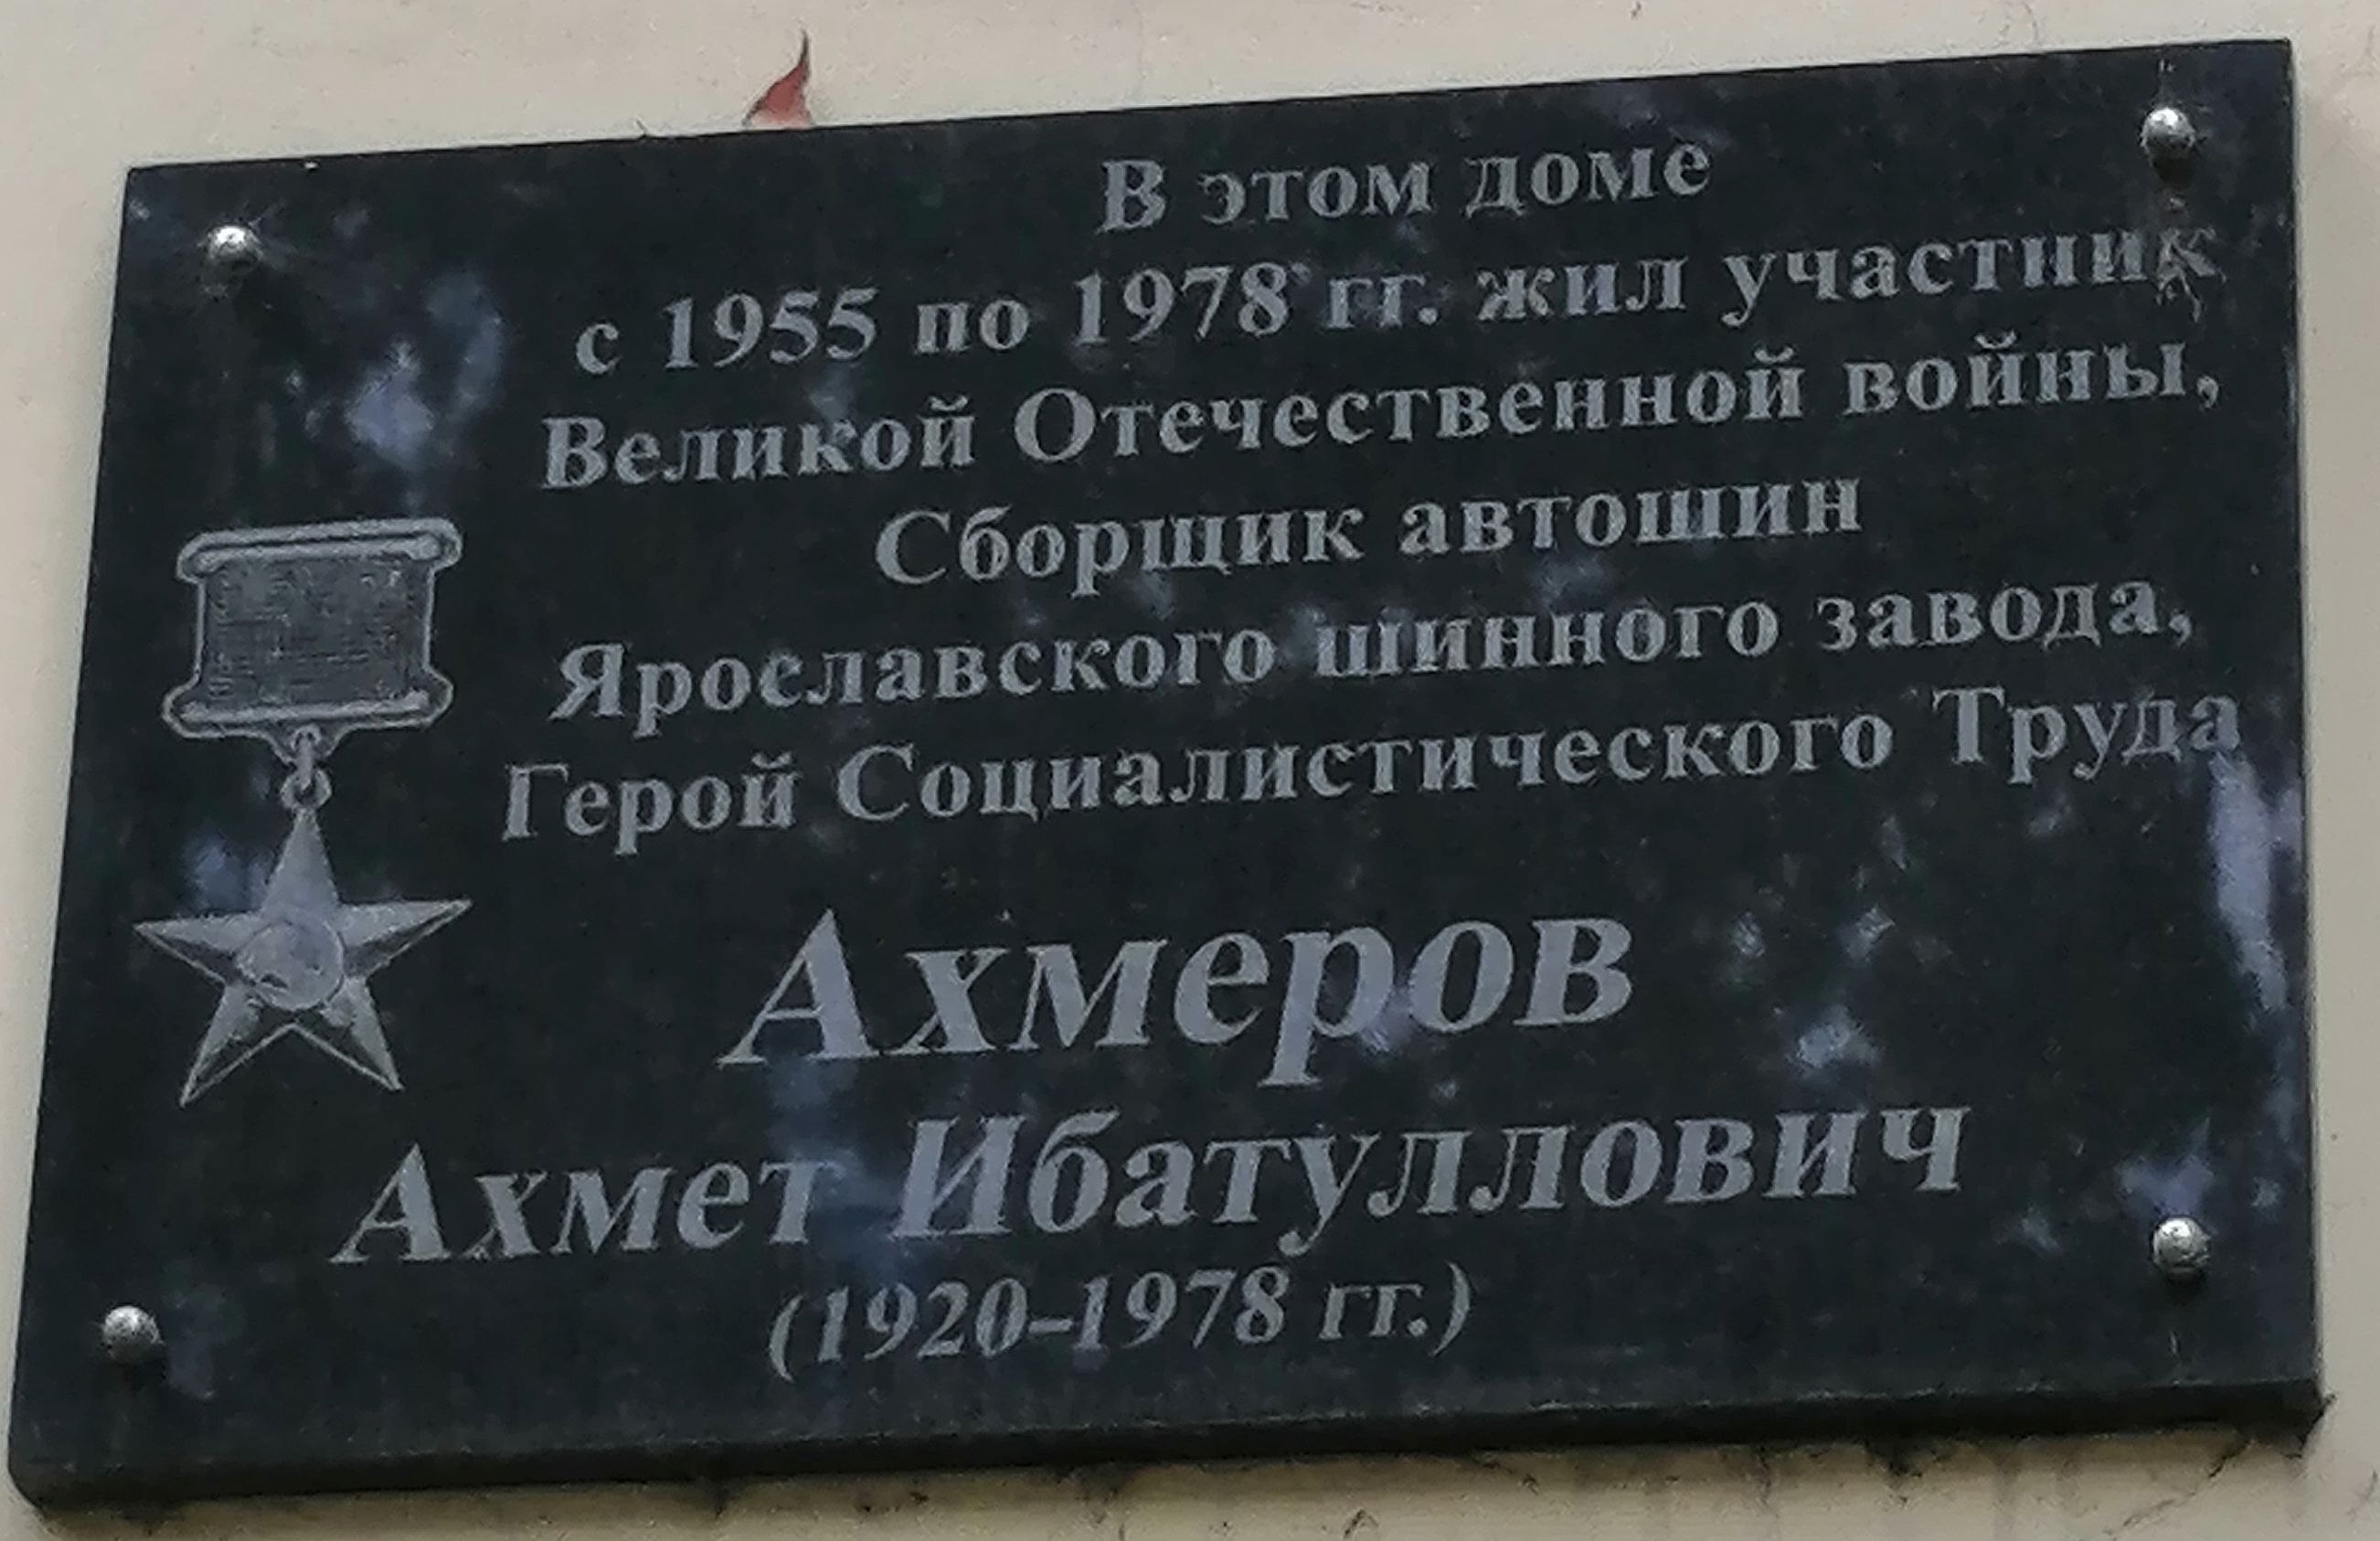 В этом доме
с 1955 по 1978 гг. жил участник
Великой Отечественной войны,
Сборщик автошин
Ярославского шинного завода,
Герой Социалистического Труда
Ахмеров
Ахмет Ибатуллович
(1920-1978 гг.)